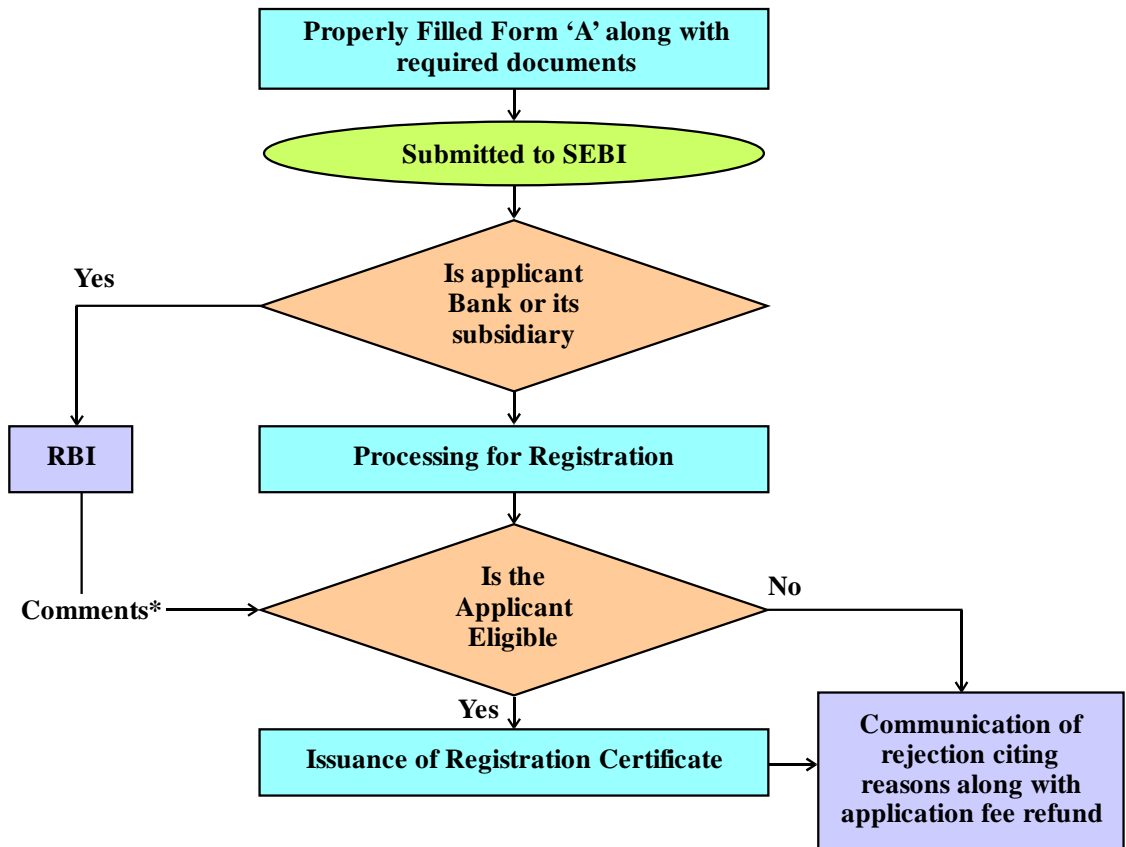 Properly Filled Form ‘A’ along with
required documents
Submitted to SEBI
Yes
Is applicant
Bank or its
subsidiary
RBI
Processing for Registration
Comments*
Is the
Applicant
Eligible
No
Yes
Issuance of Registration Certificate
Communication of
rejection citing
reasons along with
application fee refund